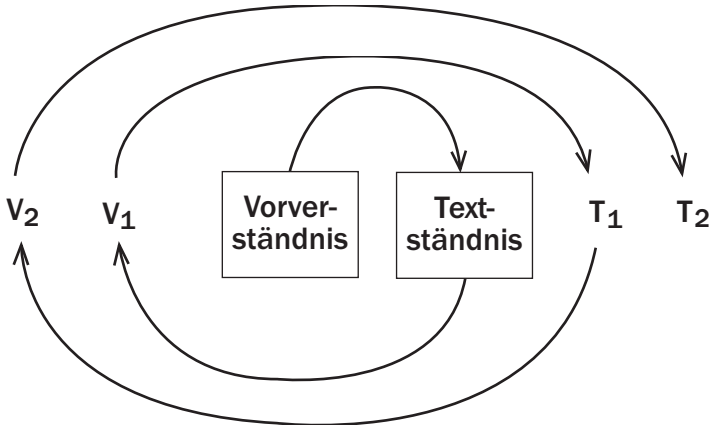 V2
V1
Vorver-
ständnis
Text-
ständnis
T1
T2